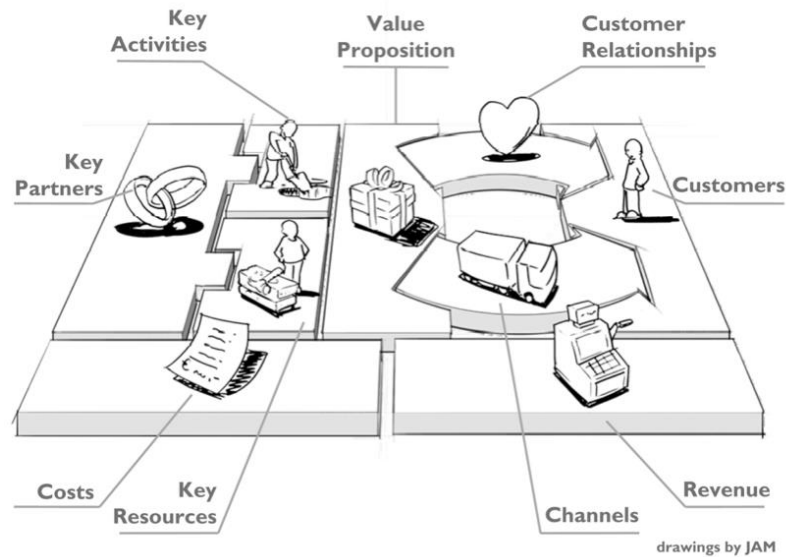 Key
Activities
Value
Proposition
Customer
Relationships
Key
Partners
Customers
Costs
Key
Resources
Channels
Revenue
drawings by JAM